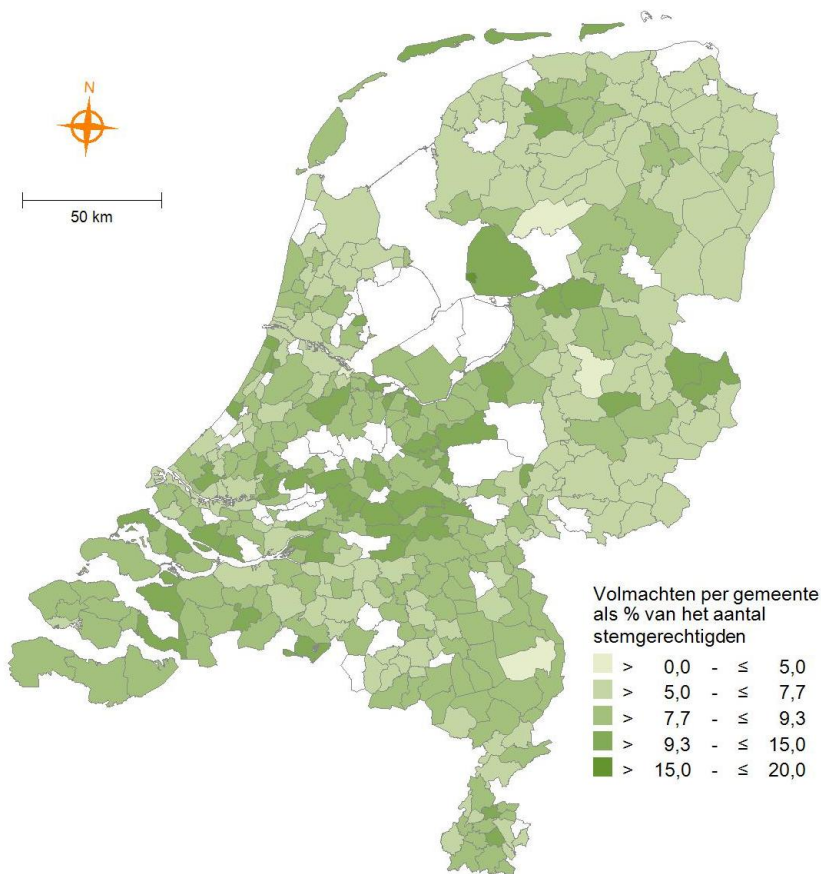 N
50 km
Volmachten per gemeente
als % van het aantal
stemgerechtigden
> 0,0 - ≤ 5,0
> 5,0 - ≤ 7,7
> 7,7 - ≤ 9,3
> 9,3 - ≤ 15,0
> 15,0 - ≤ 20,0